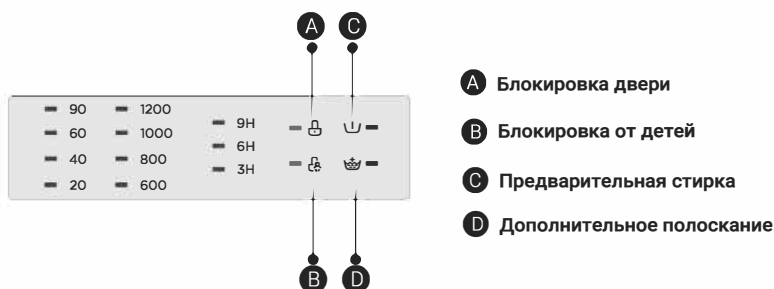 A C
90 1200
60 1000
40 800
20 600
9H
6H
3H
B D
A Блокировка двери
B Блокировка от детей
C Предварительная стирка
D Дополнительное полоскание